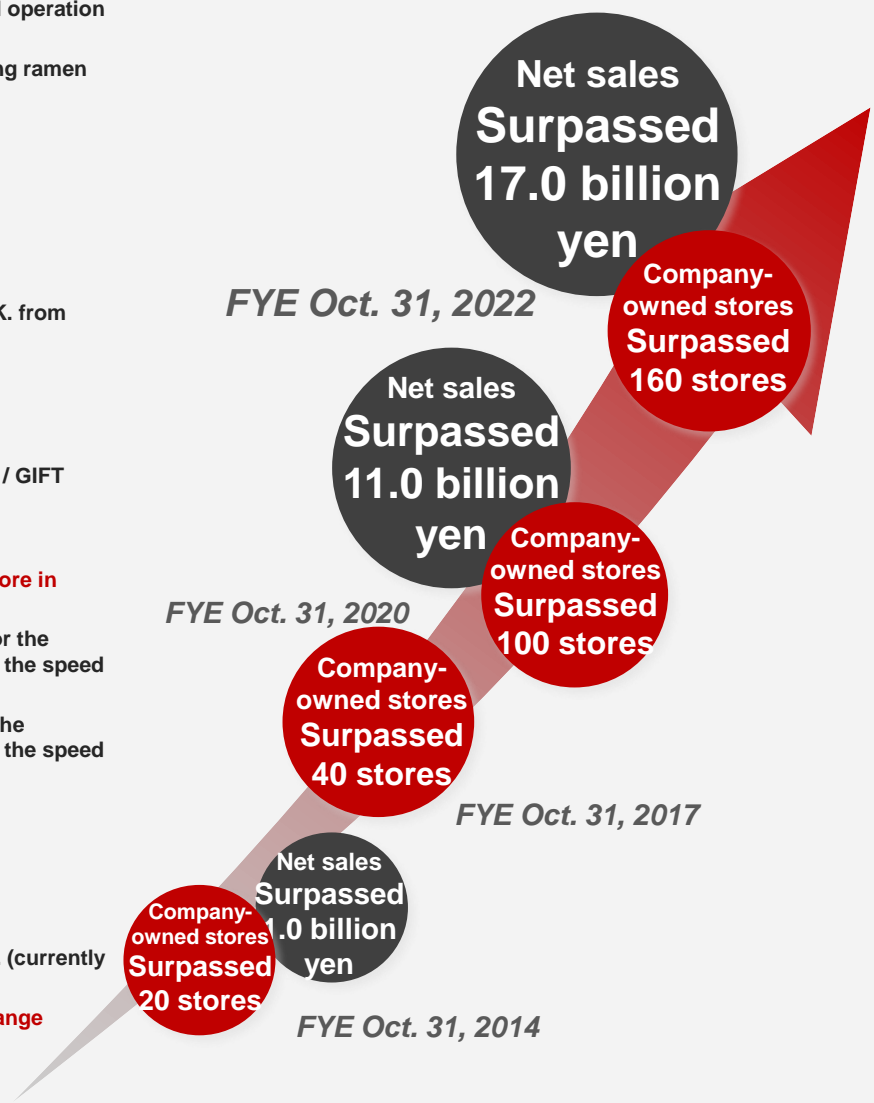 operation
ng ramen
K. from
/ GIFT
ore in
or the
the speed
he
the speed
(currently
ange
Net sales
Surpassed
17.0 billion
yen
Company-
owned stores
Surpassed
160 stores
FYE Oct. 31, 2022
Net sales
Surpassed
11.0 billion
yen
Company-
owned stores
Surpassed
100 stores
FYE Oct. 31, 2020
Company-
owned stores
Surpassed
40 stores
FYE Oct. 31, 2017
Net sales
Surpassed
1.0 billion
yen
Company-
owned stores
Surpassed
20 stores
FYE Oct. 31, 2014